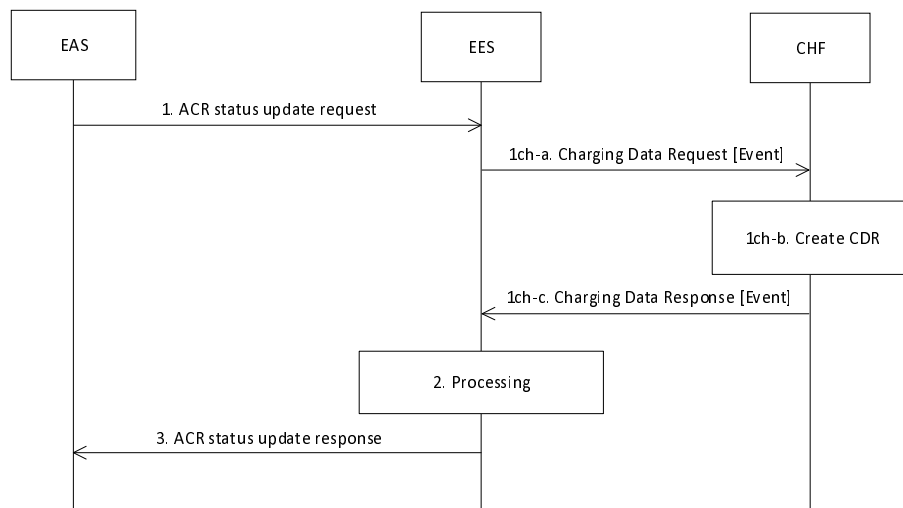 EAS
EES
CHF
1. ACR status update request
1ch-a. Charging Data Request [Event]
1ch-b. Create CDR
1ch-c. Charging Data Response [Event]
2. Processing
3. ACR status update response